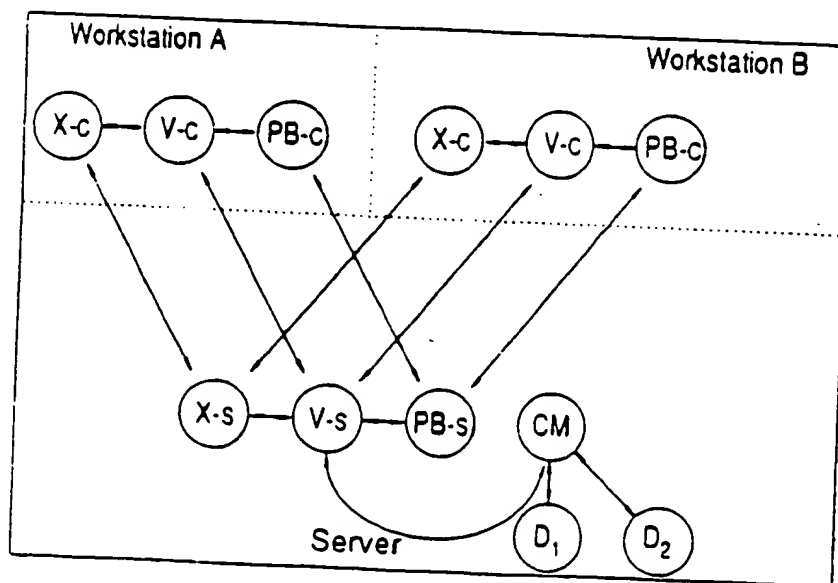 Workstation A
Workstation B
X-c V-c PB-c
X-c V-c PB-c
X-s V-s PB-s CM
Server
D1 D2